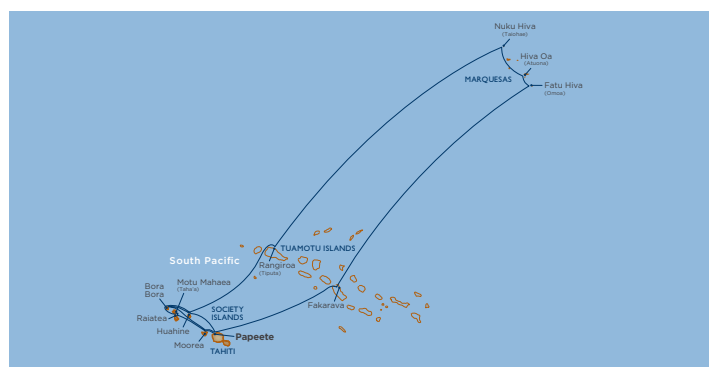 Nuku Hiva
(Taiohae)
Hiva Oa
(Atuona)
MARQUESAS
Fatu Hiva
(Omoa)
TUAMOTU ISLANDS
South Pacific
Rangiroa
(Tiputa)
Bora
Bora
Motu Mahaea
(Taha'a)
Fakarava
SOCIETY
ISLANDS
Raiatea
Huahine
Papeete
Moorea
TAHITI